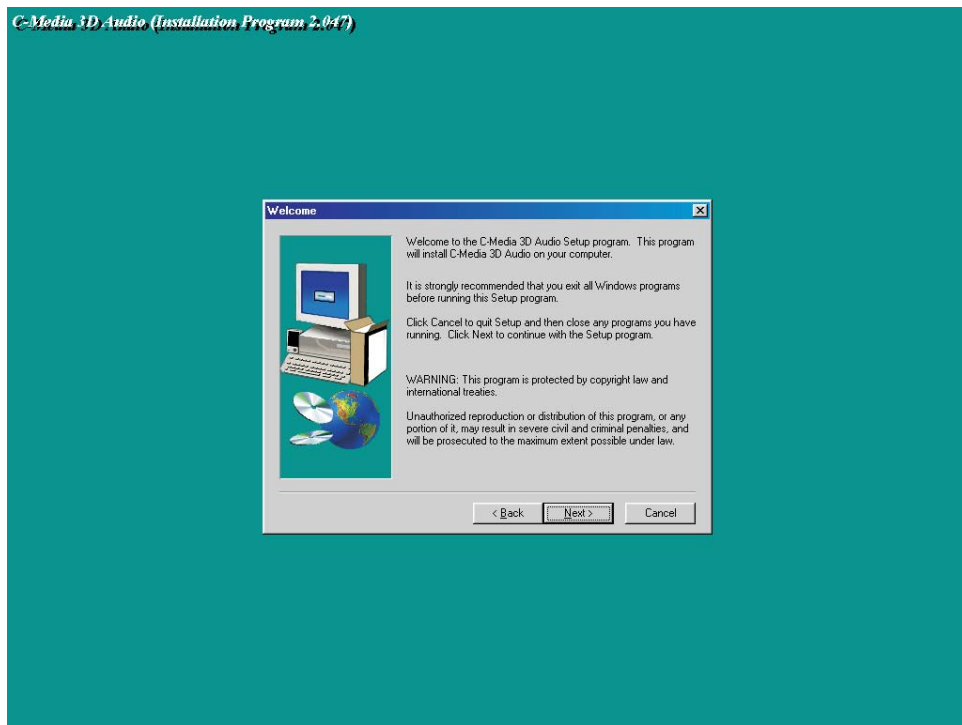 C-Media 3D Audio (Installation Program 2.047)
Welcome
Welcome to the C-Media 3D Audio Setup program. This program
will install C-Media 3D Audio on your computer.
It is strongly recommended that you exit all Windows programs
before running this Setup program.
Click Cancel to quit Setup and then close any programs you have
running. Click Next to continue with the Setup program.
WARNING: This program is protected by copyright law and
international treaties.
Unauthorized reproduction or distribution of this program, or any
portion of it, may result in severe civil and criminal penalties, and
will be prosecuted to the maximum extent possible under law.
< Back
Next >
Cancel